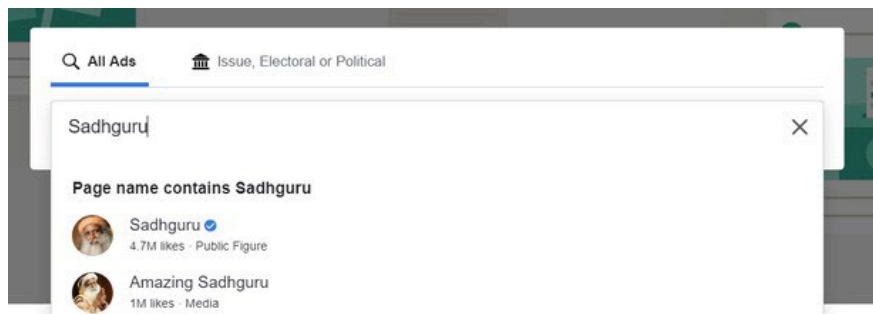 All Ads Issue, Electoral or Political
Sadhguru
Page name contains Sadhguru
Sadhguru
4.7M likes · Public Figure
Amazing Sadhguru
1M likes · Media